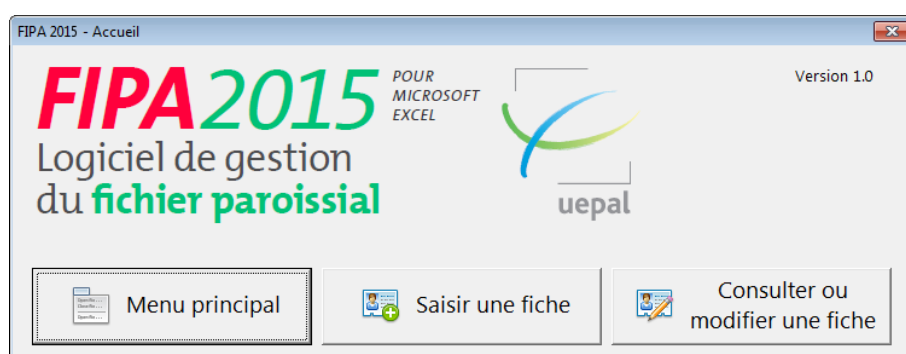 FIPA 2015 - Accueil
FIPA2015
POUR
MICROSOFT
EXCEL
Version 1.0
Logiciel de gestion
du fichier paroissial
uepal
Menu principal
Saisir une fiche
Consulter ou
modifier une fiche